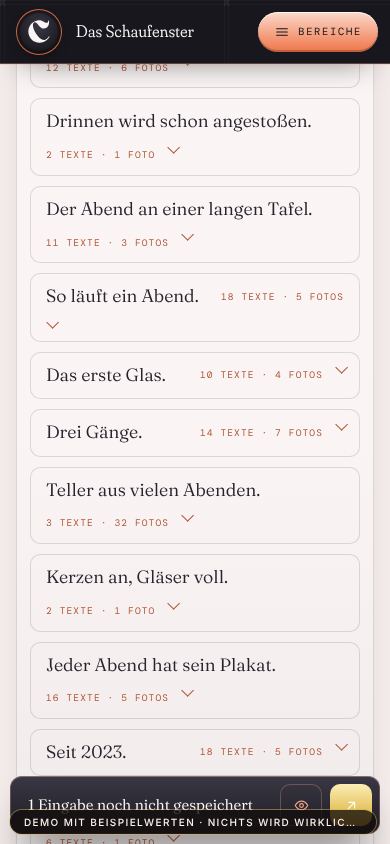 C
Das Schaufenster
BEREICHE
12 TEXTE · 6 FOTOS
Drinnen wird schon angestoßen.
2 TEXTE · 1 FOTO
Der Abend an einer langen Tafel.
11 TEXTE · 3 FOTOS
So läuft ein Abend.
18 TEXTE · 5 FOTOS
Das erste Glas.
10 TEXTE · 4 FOTOS
Drei Gänge.
14 TEXTE · 7 FOTOS
Teller aus vielen Abenden.
3 TEXTE · 32 FOTOS
Kerzen an, Gläser voll.
2 TEXTE · 1 FOTO
Jeder Abend hat sein Plakat.
16 TEXTE · 5 FOTOS
Seit 2023.
18 TEXTE · 5 FOTOS
1 Eingabe noch nicht gespeichert
DEMO MIT BEISPIELWERTEN · NICHTS WIRD WIRKLIC…
6 TEXTE · 1 FOTO